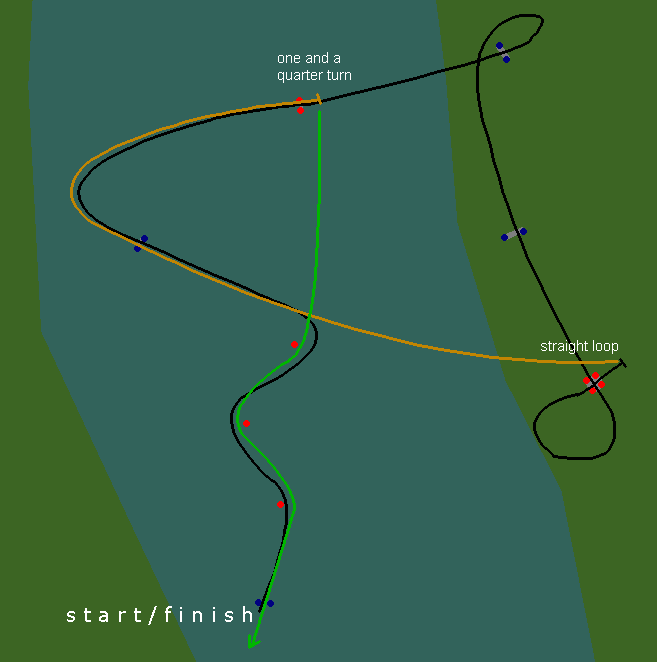 one and a
quarter turn
straight loop
start/finish